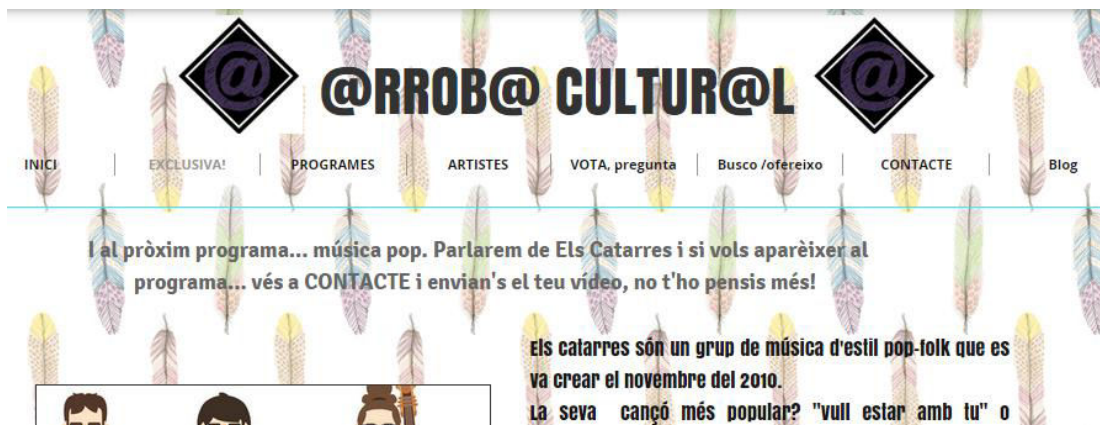 @
@RROB@ CULTUR@L
@
INICI
EXCLUSIVA!
PROGRAMES
ARTISTES
VOTA, pregunta
Busco /ofereixo
CONTACTE
Blog
I al pròxim programa... música pop. Parlarem de Els Catarres i si vols aparèixer al
programa... vés a CONTACTE i envian's el teu vídeo, no t'ho pensis més!
Els catarres són un grup de música d'estil pop-folk que es
va crear el novembre del 2010.
La seva cançó més popular? "vull estar amb tu" o